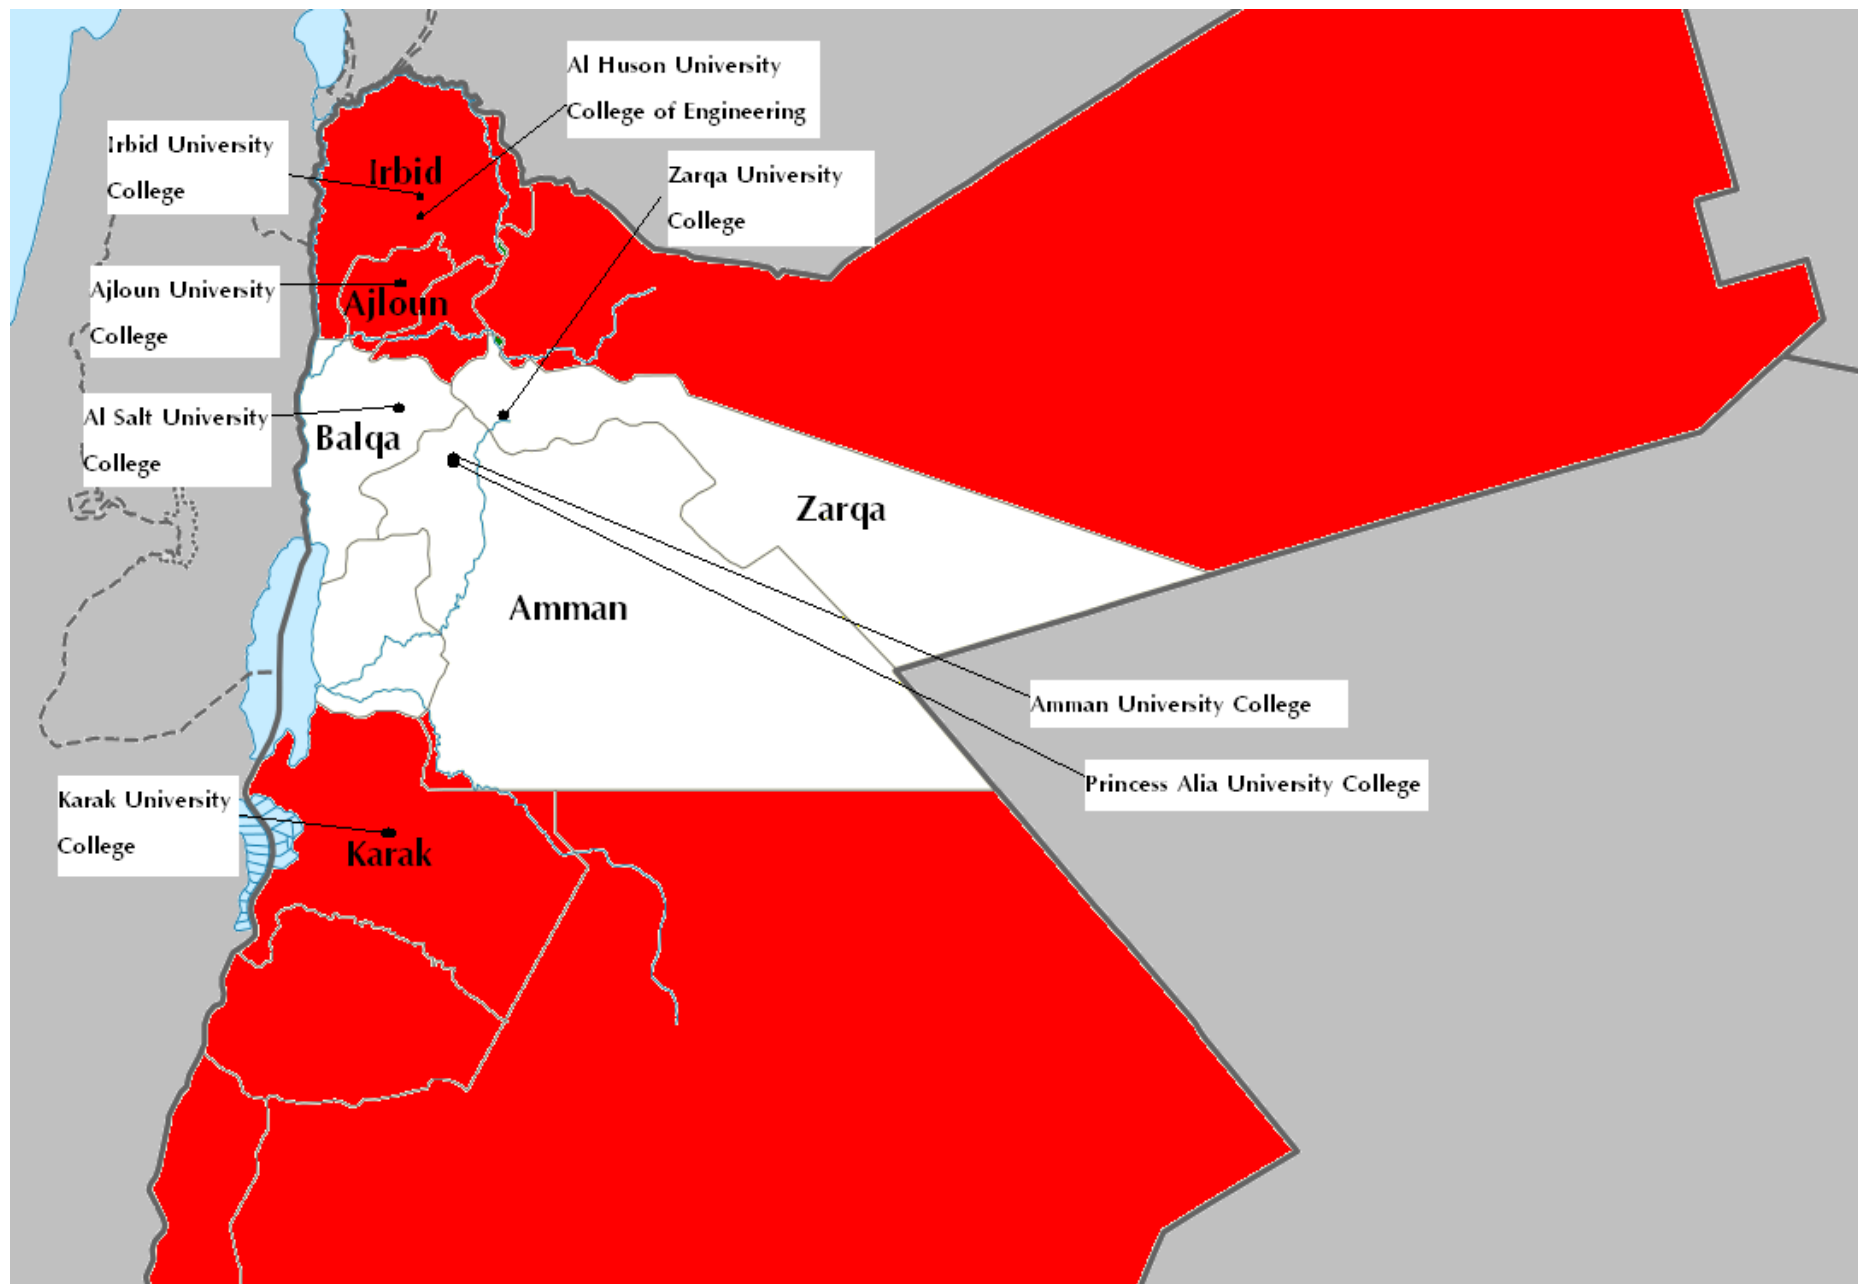 Al Huson University
College of Engineering
Irbid University
College
Irbid
Zarqa University
College
Ajloun University
College
Ajloun
Al Salt University
College
Balqa
Zarqa
Amman
Amman University College
Princess Alia University College
Karak University
College
Karak